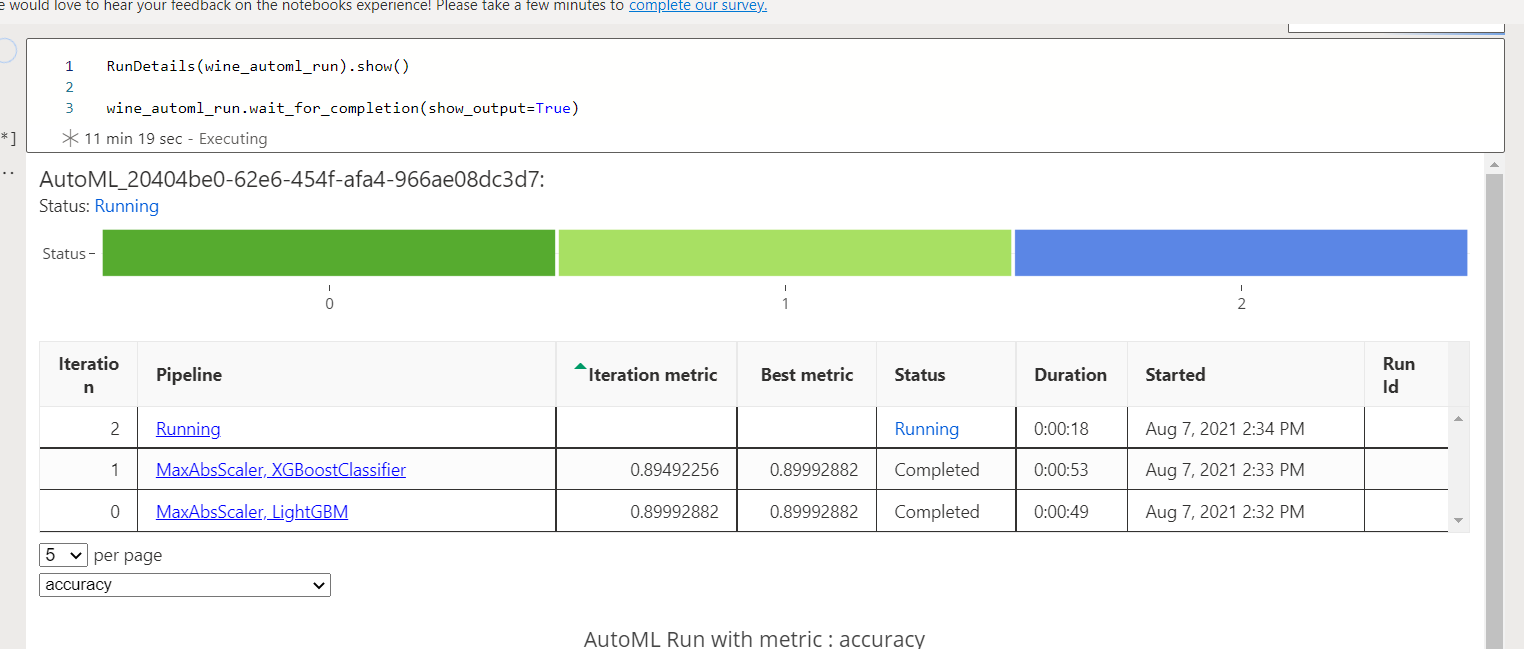 e would love to hear your feedback on the notebooks experience! Please take a few minutes to complete our survey.
1 RunDetails(wine_automl_run).show()
2
3 wine_automl_run.wait_for_completion(show_output=True)
*]
11 min 19 sec - Executing
AutoML_20404be0-62e6-454f-afa4-966ae08dc3d7:
Status: Running
Status
0 1 2
Iteratio
n Pipeline Iteration metric Best metric Status Duration Started Run
Id
2 Running Running 0:00:18 Aug 7, 2021 2:34 PM
1 MaxAbsScaler, XGBoostClassifier 0.89492256 0.89992882 Completed 0:00:53 Aug 7, 2021 2:33 PM
0 MaxAbsScaler, LightGBM 0.89992882 0.89992882 Completed 0:00:49 Aug 7, 2021 2:32 PM
5 per page
accuracy
AutoML Run with metric : accuracy